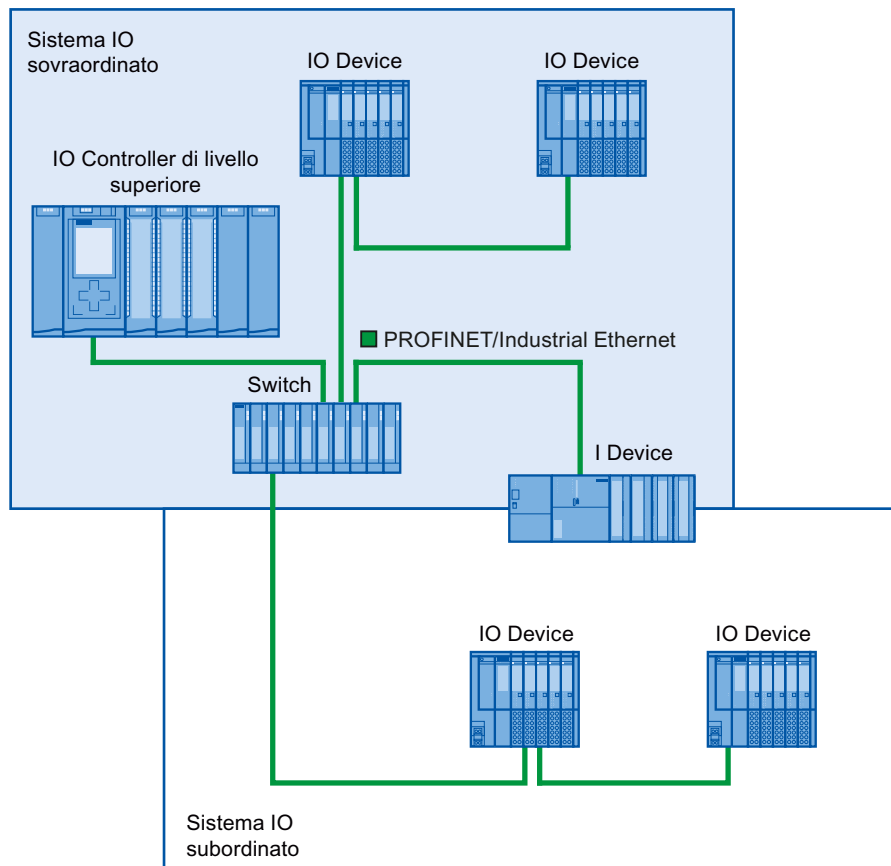 Sistema IO
sovraordinato
IO Device
IO Device
IO Controller di livello
superiore
PROFINET/Industrial Ethernet
Switch
I Device
IO Device
IO Device
Sistema IO
subordinato